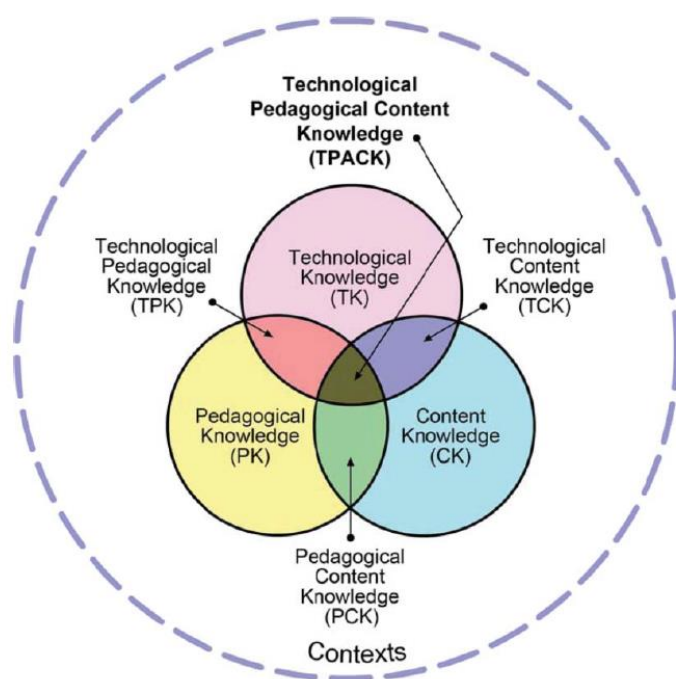 Technological
Pedagogical Content
Knowledge
(TPACK)
Technological
Pedagogical
Knowledge
(TPK)
Technological
Knowledge
(TK)
Technological
Content
Knowledge
(TCK)
Pedagogical
Knowledge
(PK)
Content
Knowledge
(CK)
Pedagogical
Content
Knowledge
(PCK)
Contexts